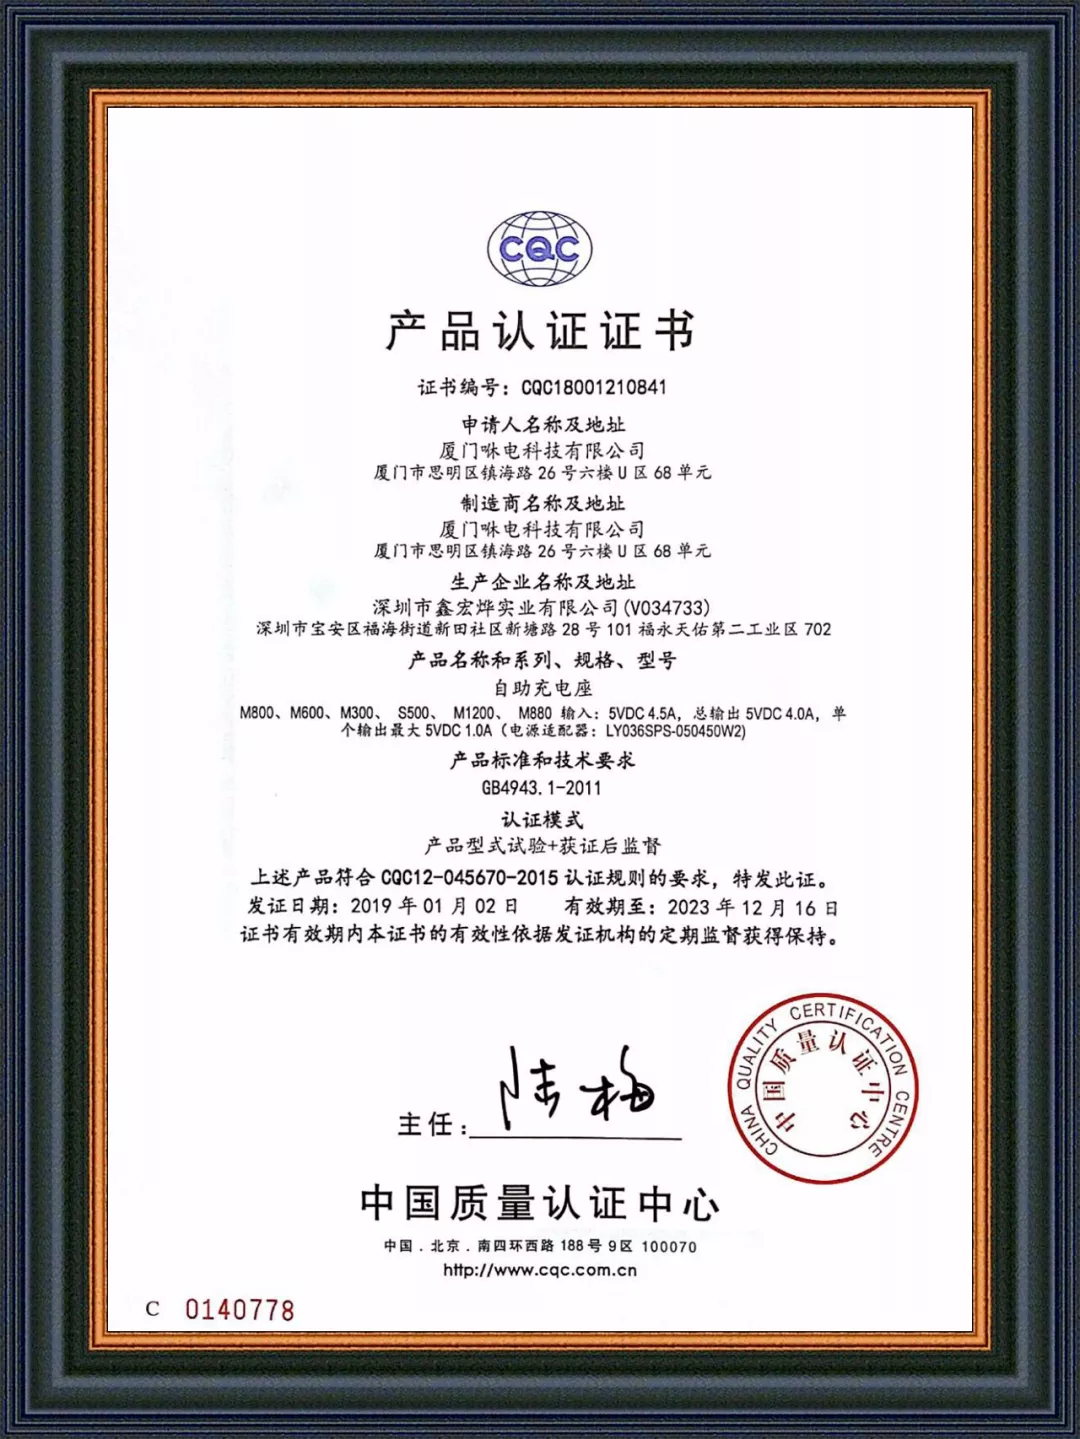 CQC
产品认证证书
证书编号：CQC18001210841
申请人名称及地址
厦门咪电科技有限公司
厦门市思明区镇海路 26 号六楼 U 区 68 单元
制造商名称及地址
厦门咪电科技有限公司
厦门市思明区镇海路 26 号六楼 U 区 68 单元
生产企业名称及地址
深圳市鑫宏烨实业有限公司(V034733)
深圳市宝安区福海街道新田社区新塘路 28 号 101 福永天佑第二工业区 702
产品名称和系列、规格、型号
自助充电座
M800、M600、M300、 S500、 M1200、 M880 输入：5VDC 4.5A，总输出 5VDC 4.0A，单
个输出最大 5VDC 1.0A（电源适配器：LY036SPS-050450W2)
产品标准和技术要求
GB4943.1-2011
认证模式
产品型式试验+获证后监督
上述产品符合 CQC12-045670-2015 认证规则的要求，特发此证。
发证日期：2019 年 01 月 02 日 有效期至：2023 年 12 月 16 日
证书有效期内本证书的有效性依据发证机构的定期监督获得保持。
CHINA QUALITY CERTIFICATION CENTRE
中国质量认证中心
主任：陆梅
中国质量认证中心
中国．北京．南四环西路 188 号 9 区 100070
http://www.cqc.com.cn
C 0140778